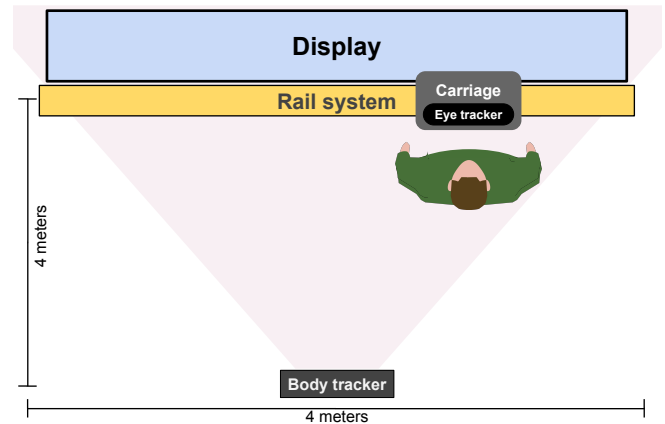 Display
Rail system
Carriage
Eye tracker
4 meters
Body tracker
4 meters